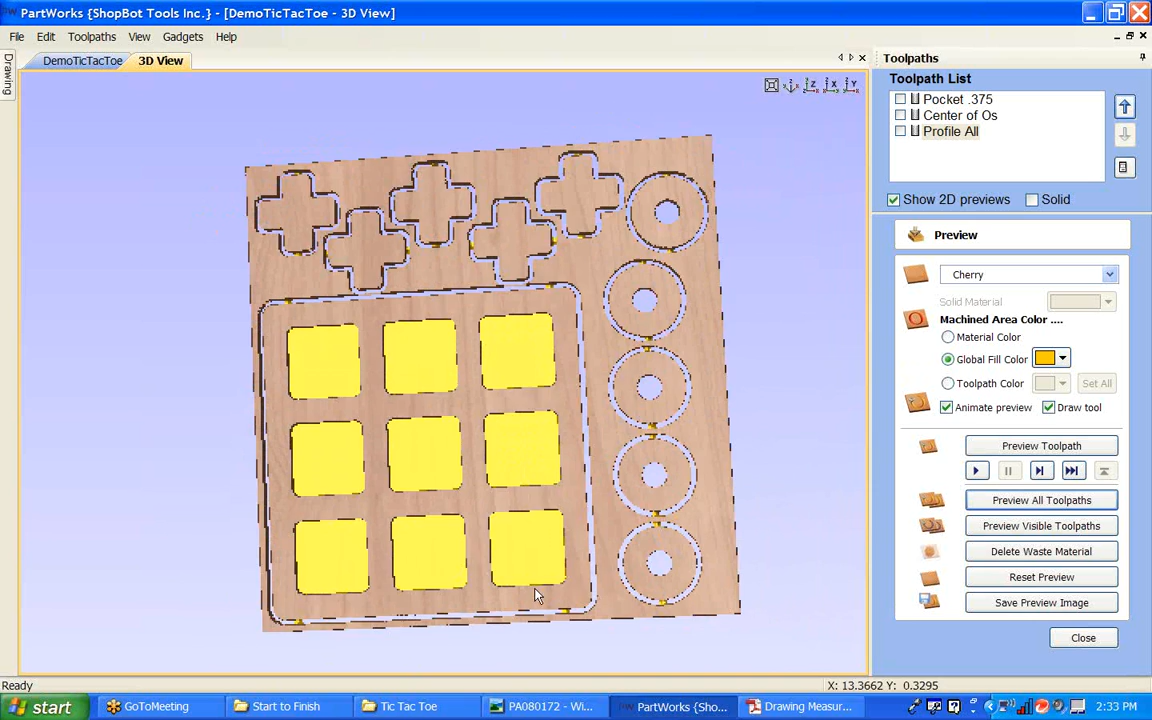 PartWorks {ShopBot Tools Inc.} - [DemoTicTacToe - 3D View]
File Edit Toolpaths View Gadgets Help
Drawing
DemoTicTacToe 3D View
Z X Y
Toolpaths
Toolpath List
Pocket .375
Center of Os
Profile All
Show 2D previews Solid
Preview
Cherry
Solid Material
Machined Area Color ....
Material Color
Global Fill Color
Toolpath Color Set All
Animate preview Draw tool
Preview Toolpath
Preview All Toolpaths
Preview Visible Toolpaths
Delete Waste Material
Reset Preview
Save Preview Image
Close
Ready X: 13.3662 Y: 0.3295
start GoToMeeting Start to Finish Tic Tac Toe PA080172 - Wi... PartWorks {Sho... Drawing Measur... 2:33 PM